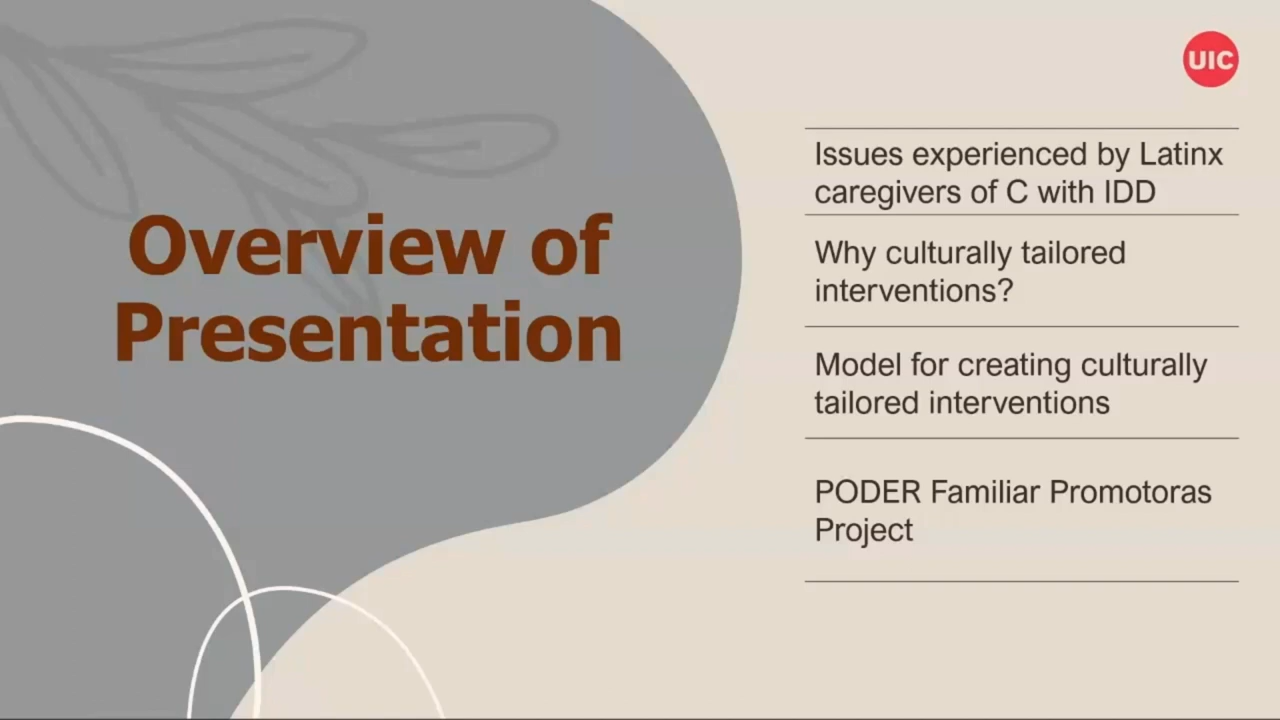 Overview of
Presentation
UIC
Issues experienced by Latinx
caregivers of C with IDD
Why culturally tailored
interventions?
Model for creating culturally
tailored interventions
PODER Familiar Promotoras
Project